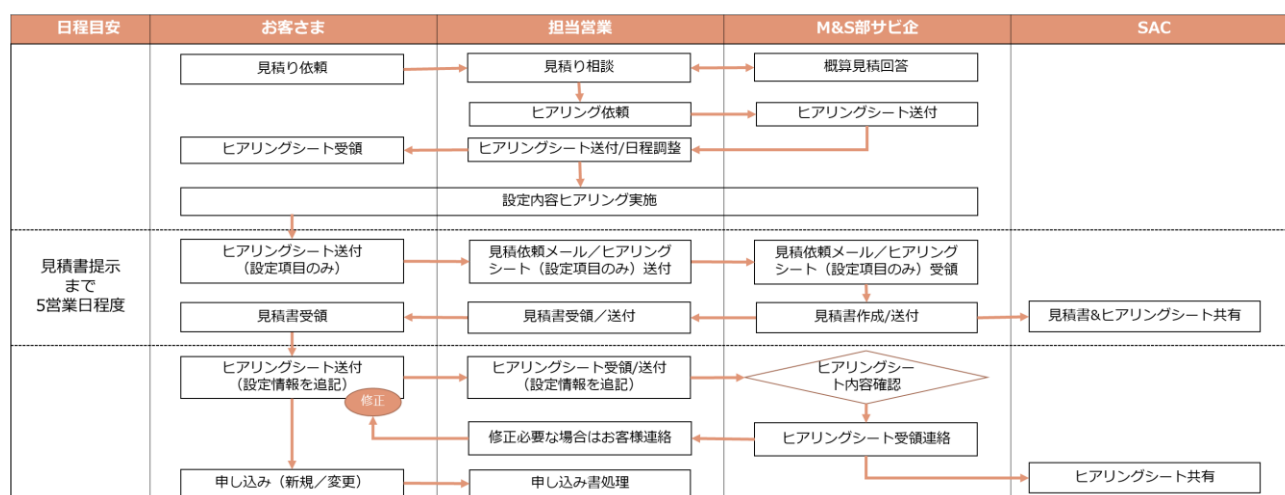 日程目安
お客さま
担当営業
M&S部サビ企
SAC
見積り依頼
見積り相談
概算見積回答
ヒアリング依頼
ヒアリングシート送付
ヒアリングシート受領
ヒアリングシート送付/日程調整
設定内容ヒアリング実施
見積書提示
まで
5営業日程度
ヒアリングシート送付
（設定項目のみ）
見積依頼メール／ヒアリング
シート（設定項目のみ）送付
見積依頼メール／ヒアリング
シート（設定項目のみ）受領
見積書受領
見積書受領／送付
見積書作成/送付
見積書&ヒアリングシート共有
ヒアリングシート送付
（設定情報を追記）
ヒアリングシート受領/送付
（設定情報を追記）
ヒアリングシー
ト内容確認
修正
修正必要な場合はお客様連絡
ヒアリングシート受領連絡
申し込み（新規／変更）
申し込み書処理
ヒアリングシート共有